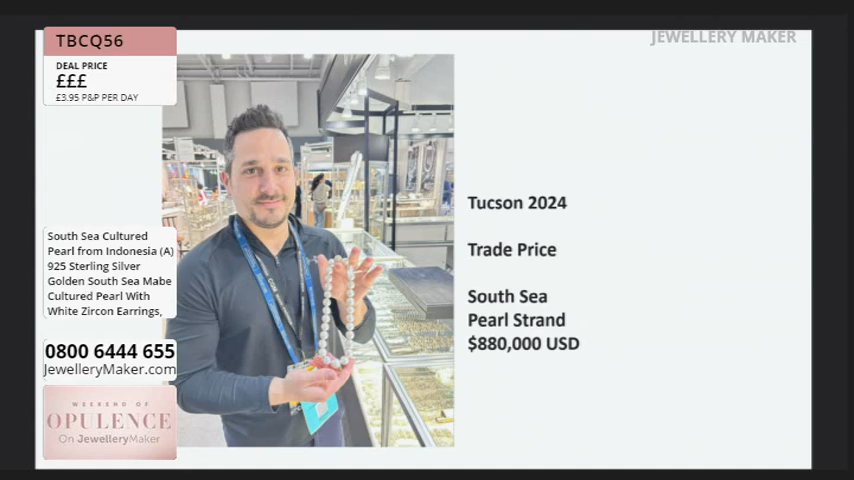 JEWELLERY MAKER
TBCQ56
DEAL PRICE
£££
£3.95 P&P PER DAY
Tucson 2024
Trade Price
South Sea
Pearl Strand
$880,000 USD
South Sea Cultured
Pearl from Indonesia (A)
925 Sterling Silver
Golden South Sea Mabe
Cultured Pearl With
White Zircon Earrings,
0800 6444 655
JewelleryMaker.com
WEEKEND OF
OPULENCE
On JewelleryMaker